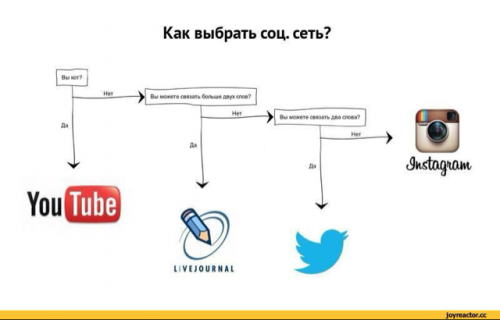 Как выбрать соц. сеть?
Вы кот?
Нет
Вы можете связать больше двух слов?
Нет
Вы можете связать два слова?
Нет
Да
Да
Да
Instagram
YouTube
LIVEJOURNAL
joyreactor.cc